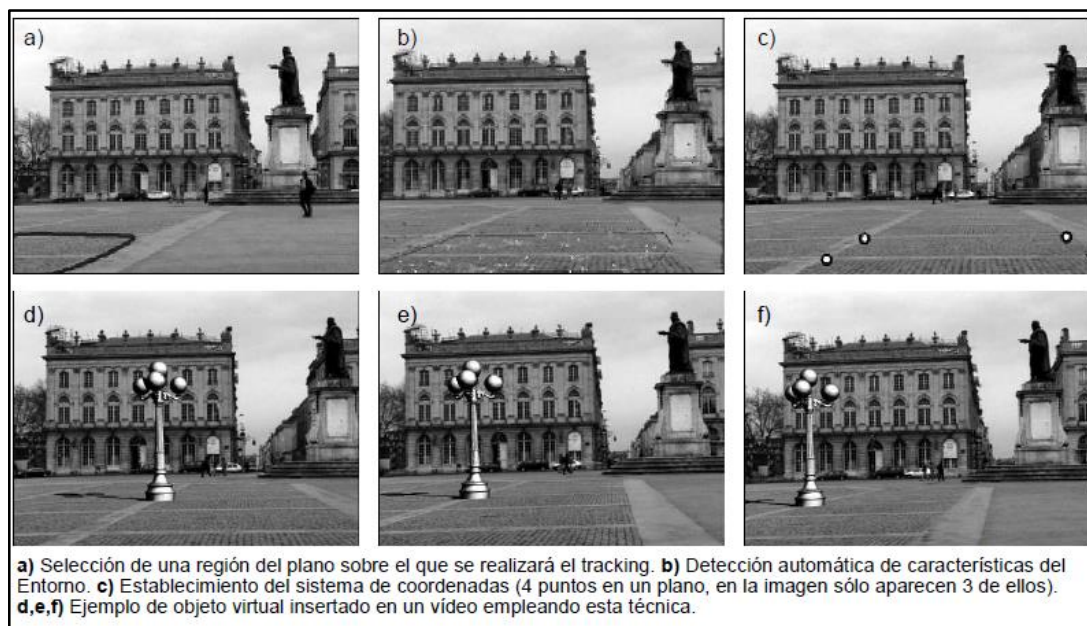 a)
b)
c)
d)
e)
f)
a) Selección de una región del plano sobre el que se realizará el tracking. b) Detección automática de características del
Entorno. c) Establecimiento del sistema de coordenadas (4 puntos en un plano, en la imagen sólo aparecen 3 de ellos).
d,e,f) Ejemplo de objeto virtual insertado en un vídeo empleando esta técnica.